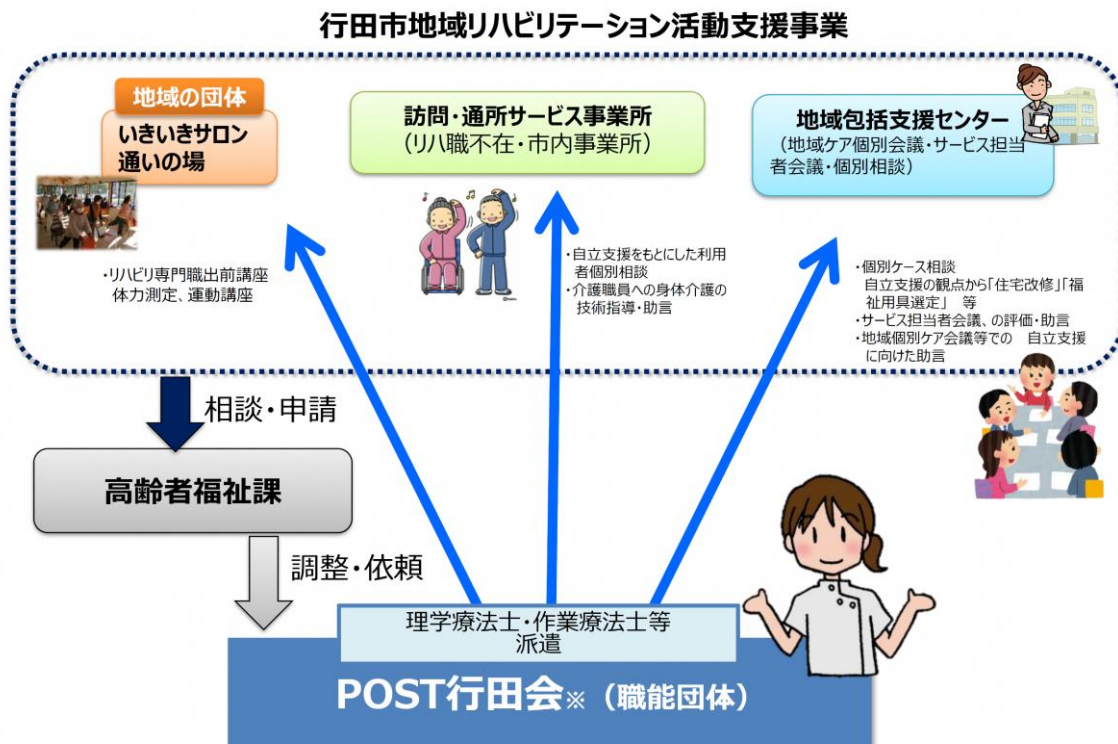 行田市地域リハビリテーション活動支援事業
地域の団体
いきいきサロン
通いの場
・リハビリ専門職出前講座
体力測定、運動講座
訪問・通所サービス事業所
（リハ職不在・市内事業所）
・自立支援をもとにした利用
者個別相談
・介護職員への身体介護の
技術指導・助言
地域包括支援センター
（地域ケア個別会議・サービス担当
者会議・個別相談）
・個別ケース相談
自立支援の観点から「住宅改修」「福
祉用具選定」 等
・サービス担当者会議、の評価・助言
・地域個別ケア会議等での 自立支援
に向けた助言
相談・申請
高齢者福祉課
調整・依頼
理学療法士・作業療法士等
派遣
POST行田会※（職能団体）